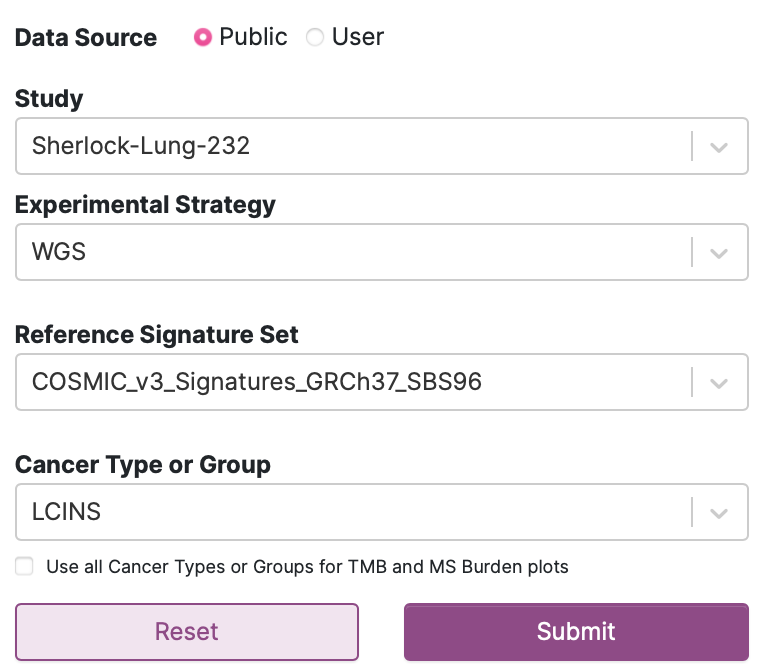 Data Source Public User
Study
Sherlock-Lung-232
Experimental Strategy
WGS
Reference Signature Set
COSMIC_v3_Signatures_GRCh37_SBS96
Cancer Type or Group
LCINS
Use all Cancer Types or Groups for TMB and MS Burden plots
Reset Submit